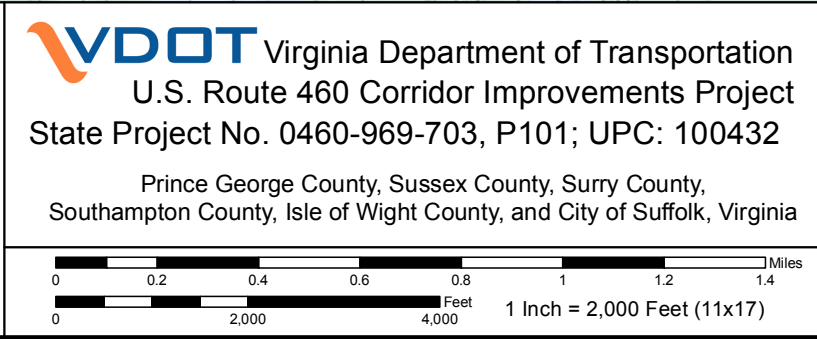 VDOT Virginia Department of Transportation
U.S. Route 460 Corridor Improvements Project
State Project No. 0460-969-703, P101; UPC: 100432
Prince George County, Sussex County, Surry County,
Southampton County, Isle of Wight County, and City of Suffolk, Virginia
Miles
0 0.2 0.4 0.6 0.8 1 1.2 1.4
Feet
0 2,000 4,000
1 Inch = 2,000 Feet (11x17)